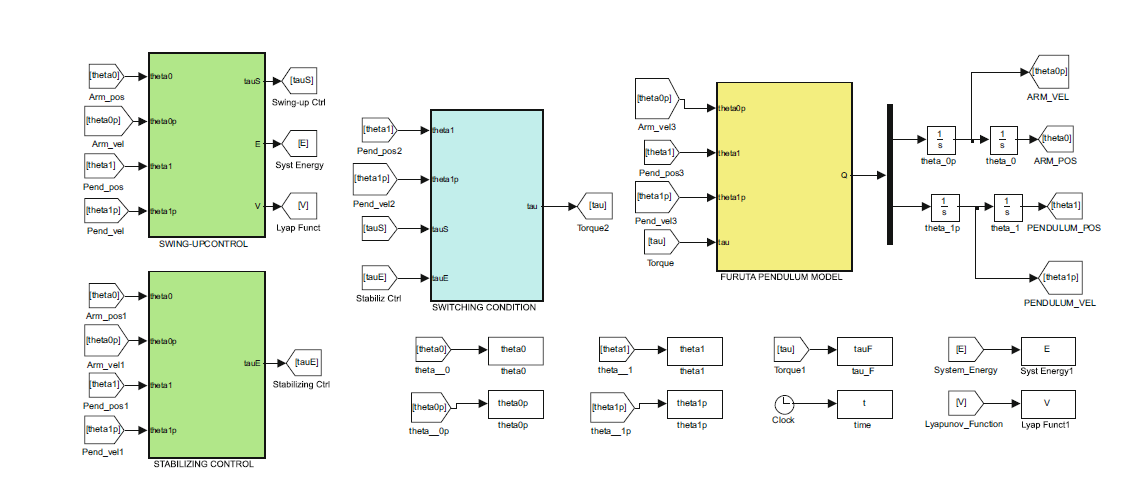 [theta0]
Arm_pos
[theta0p]
Arm_vel
[theta1]
Pend_pos
[theta1p]
Pend_vel
theta0
theta0p
theta1
theta1p
tauS
E
V
SWING-UPCONTROL
[tauS]
Swing-up Ctrl
[E]
Syst Energy
[V]
Lyap Funct
[theta0]
Arm_pos1
[theta0p]
Arm_vel1
[theta1]
Pend_pos1
[theta1p]
Pend_vel1
theta0
theta0p
theta1
theta1p
tauE
STABILIZING CONTROL
[tauE]
Stabilizing Ctrl
[theta1]
Pend_pos2
[theta1p]
Pend_vel2
[tauS]
[tauE]
Stabiliz Ctrl
theta1
theta1p
tauS
tauE
tau
SWITCHING CONDITION
[tau]
Torque2
[theta0p]
Arm_vel3
[theta1]
Pend_pos3
[theta1p]
Pend_vel3
[tau]
Torque
theta0p
theta1
theta1p
tau
Q
FURUTA PENDULUM MODEL
1
s
theta_0p
1
s
theta_0
[theta0p]
ARM_VEL
[theta0]
ARM_POS
1
s
theta_1p
1
s
theta_1
[theta1]
PENDULUM_POS
[theta1p]
PENDULUM_VEL
[theta0]
theta__0
theta0
theta0
[theta1]
theta__1
theta1
theta1
[tau]
Torque1
tauF
tau_F
[E]
System_Energy
E
Syst Energy1
[theta0p]
theta__0p
theta0p
theta0p
[theta1p]
theta__1p
theta1p
theta1p
Clock
t
time
[V]
Lyapunov_Function
V
Lyap Funct1